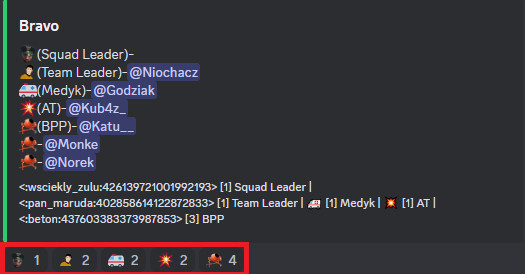 Bravo
(Squad Leader)-
(Team Leader)-@Niochacz
(Medyk)-@Godziak
(AT)-@Kub4z_
(BPP)-@Katu__
-@Monke
-@Norek
<:wsciekly_zulu:426139721001992193> [1] Squad Leader |
<:pan_maruda:402858614122872833> [1] Team Leader | [1] Medyk | [1] AT |
<:beton:437603383373987853> [3] BPP
1 2 2 2 4